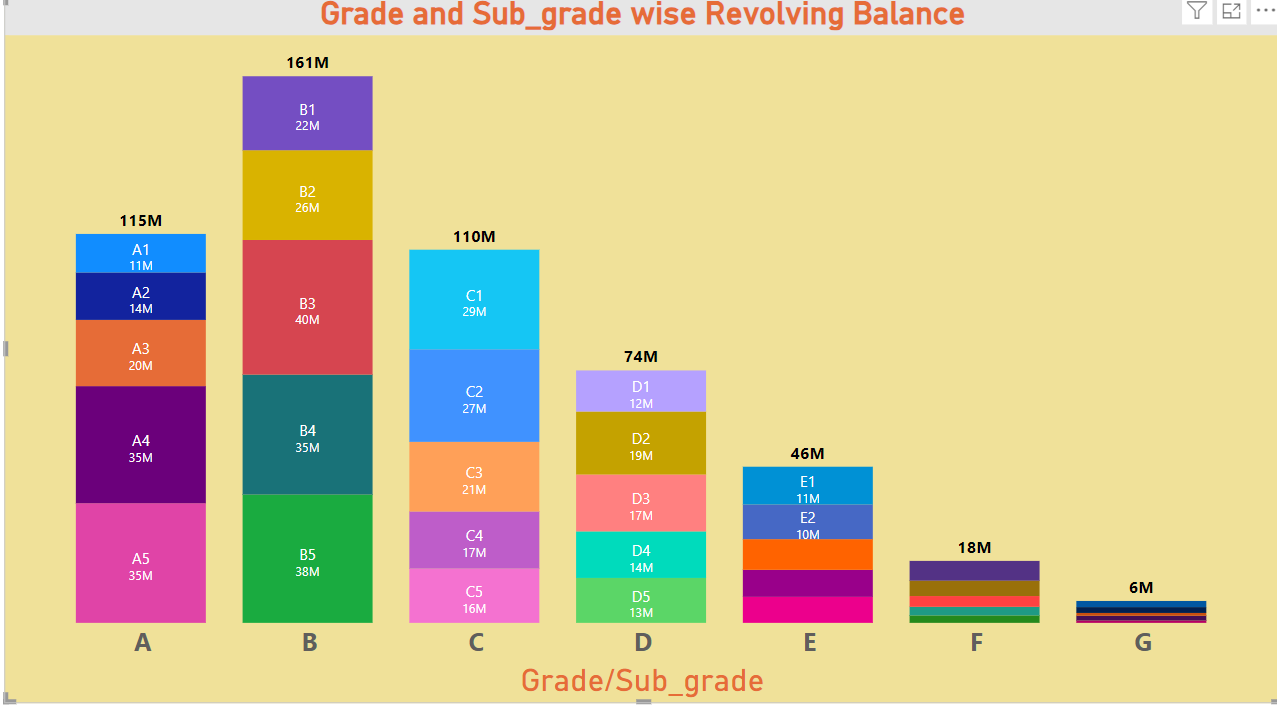 Grade and Sub_grade wise Revolving Balance
115M
A1
11M
A2
14M
A3
20M
A4
35M
A5
35M
161M
B1
22M
B2
26M
B3
40M
B4
35M
B5
38M
110M
C1
29M
C2
27M
C3
21M
C4
17M
C5
16M
74M
D1
12M
D2
19M
D3
17M
D4
14M
D5
13M
46M
E1
11M
E2
10M
18M
6M
A B C D E F G
Grade/Sub_grade